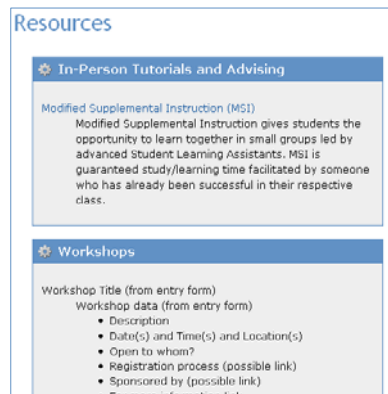 Resources
In-Person Tutorials and Advising
Modified Supplemental Instruction (MSI)
Modified Supplemental Instruction gives students the
opportunity to learn together in small groups led by
advanced Student Learning Assistants. MSI is
guaranteed study/learning time facilitated by someone
who has already been successful in their respective
class.
Workshops
Workshop Title (from entry form)
Workshop data (from entry form)
• Description
• Date(s) and Time(s) and Location(s)
• Open to whom?
• Registration process (possible link)
• Sponsored by (possible link)